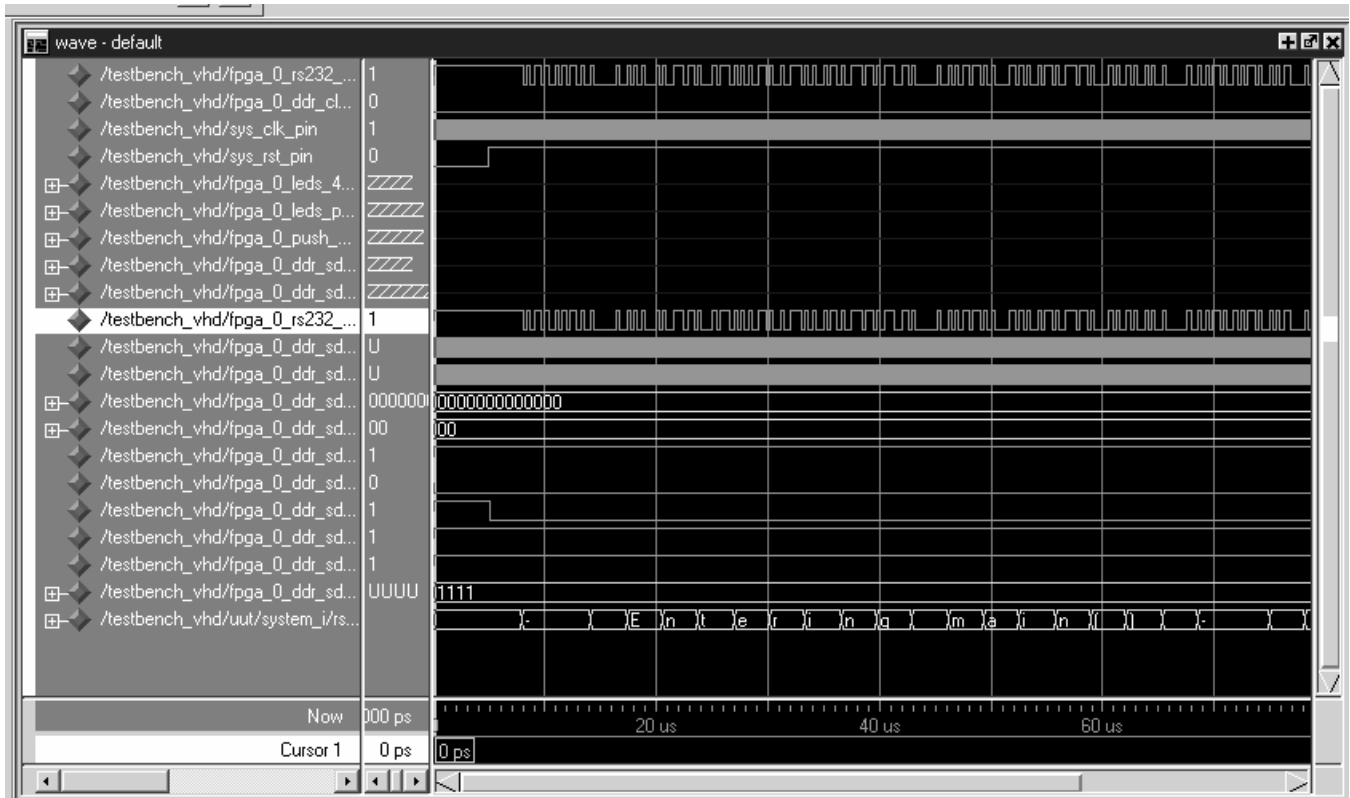 wave - default
/testbench_vhd/fpga_0_rs232_... 1
/testbench_vhd/fpga_0_ddr_cl... 0
/testbench_vhd/sys_clk_pin 1
/testbench_vhd/sys_rst_pin 0
/testbench_vhd/fpga_0_leds_4... ZZZZ
/testbench_vhd/fpga_0_leds_p... ZZZZZ
/testbench_vhd/fpga_0_push_... ZZZZZ
/testbench_vhd/fpga_0_ddr_sd... ZZZZ
/testbench_vhd/fpga_0_ddr_sd... ZZZZZ
/testbench_vhd/fpga_0_rs232_... 1
/testbench_vhd/fpga_0_ddr_sd... U
/testbench_vhd/fpga_0_ddr_sd... U
/testbench_vhd/fpga_0_ddr_sd... 000000 0000000000000
/testbench_vhd/fpga_0_ddr_sd... 00 00
/testbench_vhd/fpga_0_ddr_sd... 1
/testbench_vhd/fpga_0_ddr_sd... 0
/testbench_vhd/fpga_0_ddr_sd... 1
/testbench_vhd/fpga_0_ddr_sd... 1
/testbench_vhd/fpga_0_ddr_sd... 1
/testbench_vhd/fpga_0_ddr_sd... UUUU 1111
/testbench_vhd/uut/system_i/rs... - E n t e r i n g m a i n ( ) -
Now 000 ps 20 us 40 us 60 us
Cursor 1 0 ps 0 ps